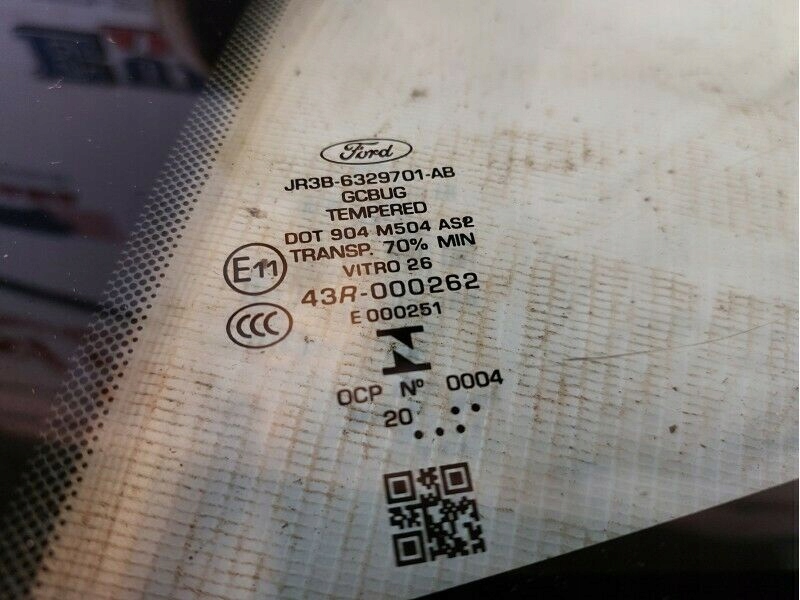 Ford
JR3B-6329701-AB
GCBUG
TEMPERED
DOT 904 M504 AS2
TRANSP. 70% MIN
VITRO 26
E11
43R-000262
CCC
E 000251
OCP Nº 0004
20